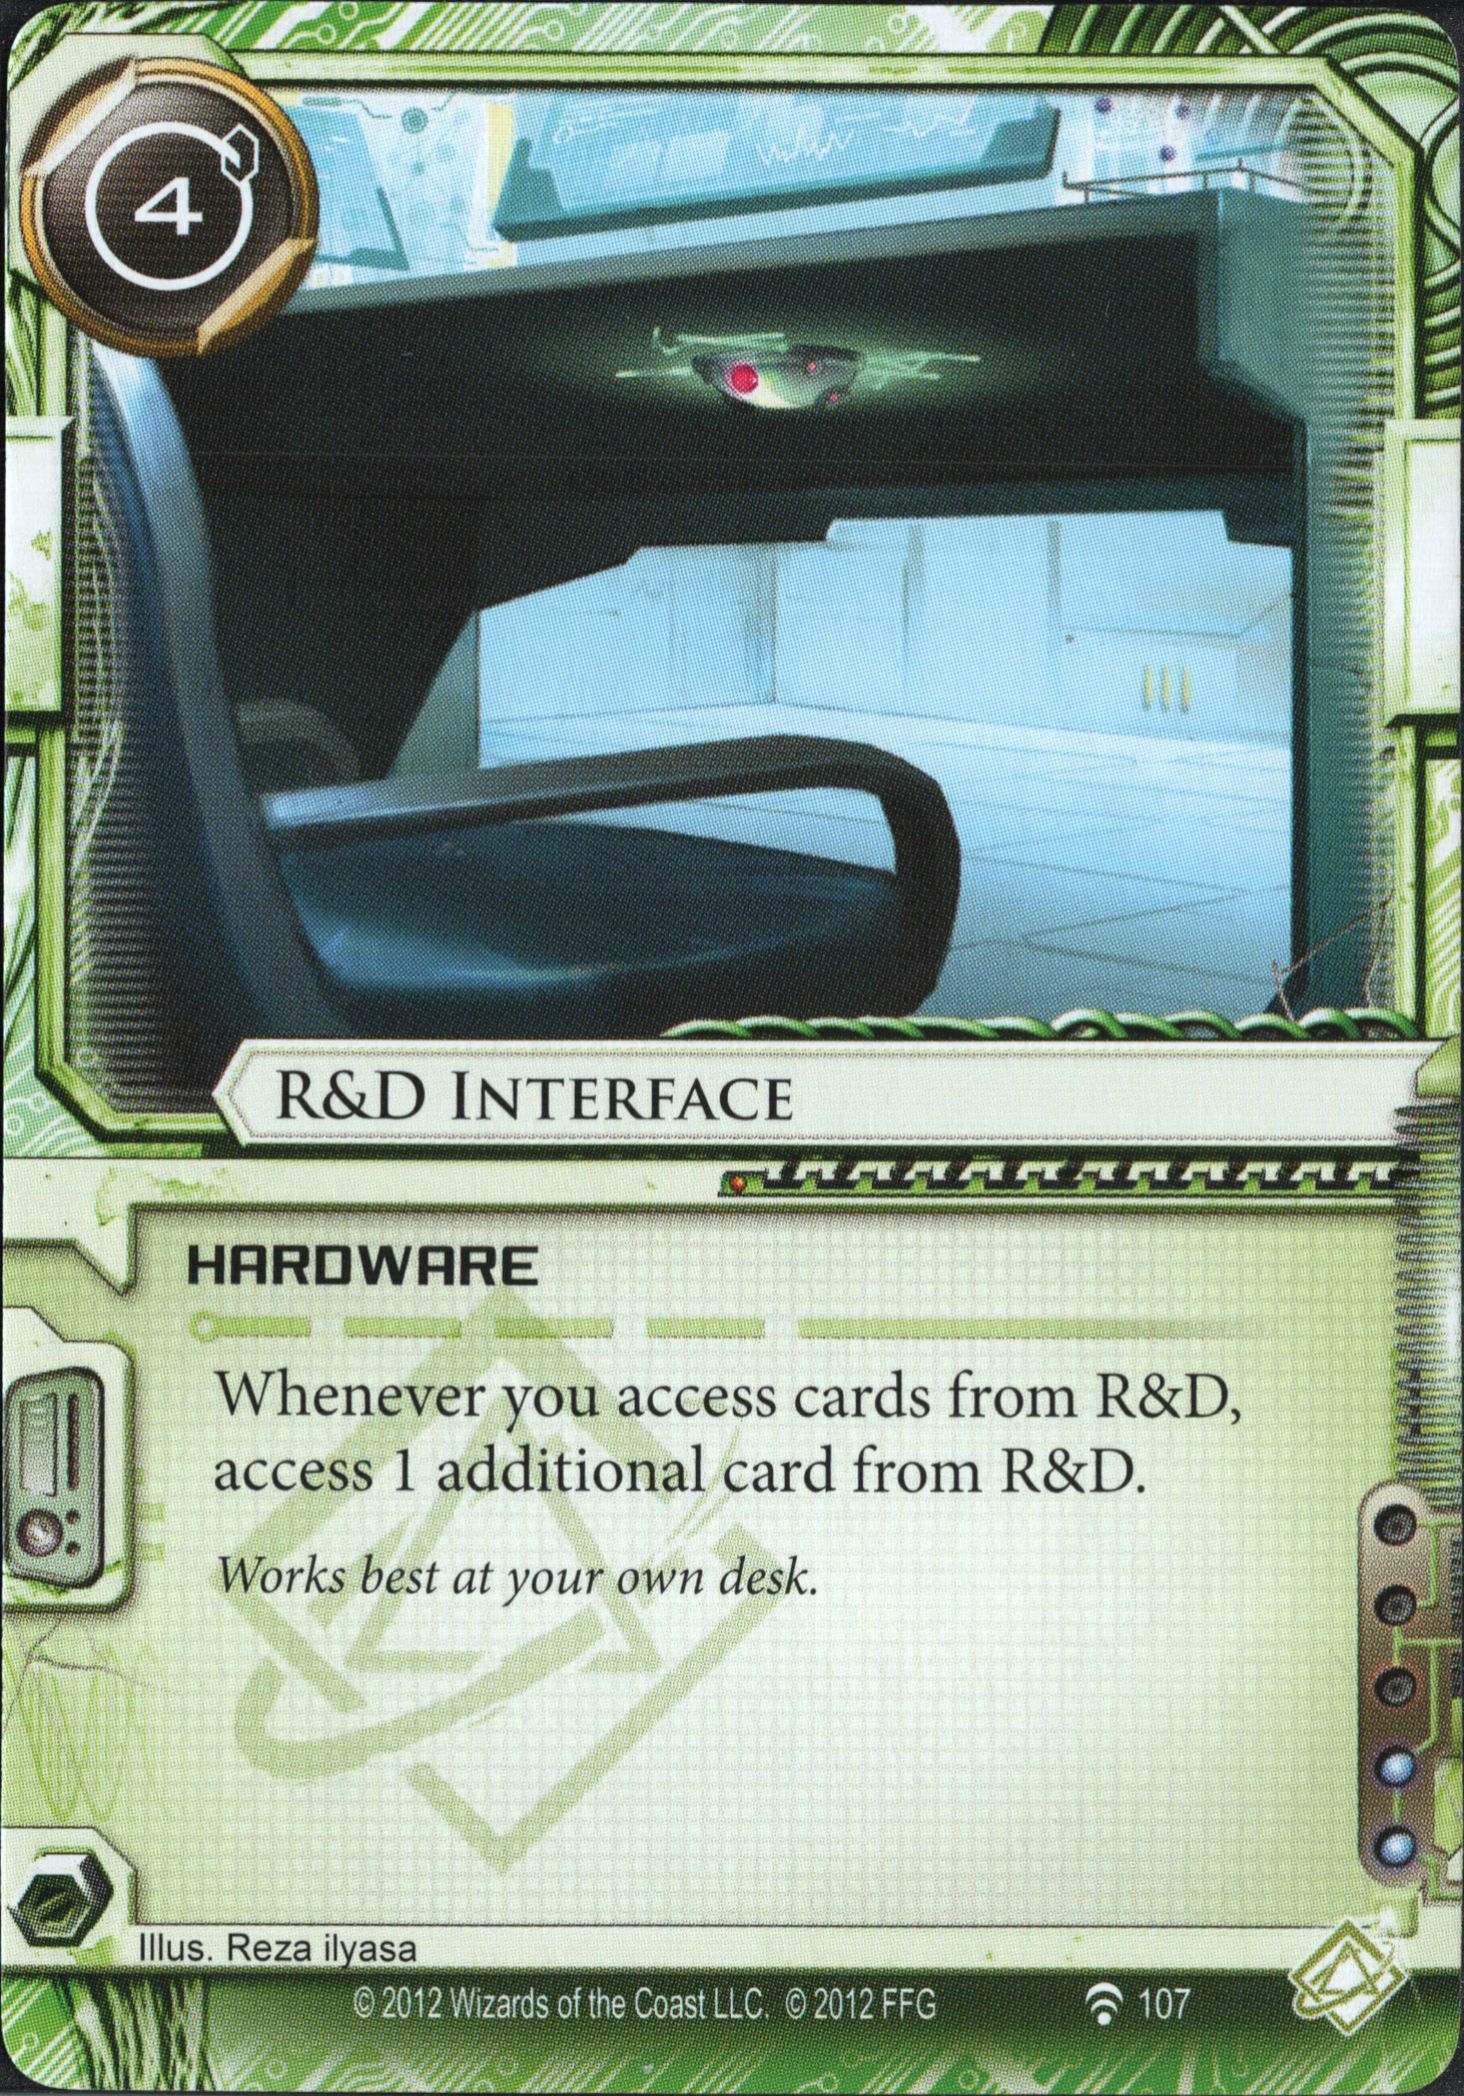 4
R&D Interface
HARDWARE
Whenever you access cards from R&D,
access 1 additional card from R&D.
Works best at your own desk.
Illus. Reza ilyasa
© 2012 Wizards of the Coast LLC. © 2012 FFG
107